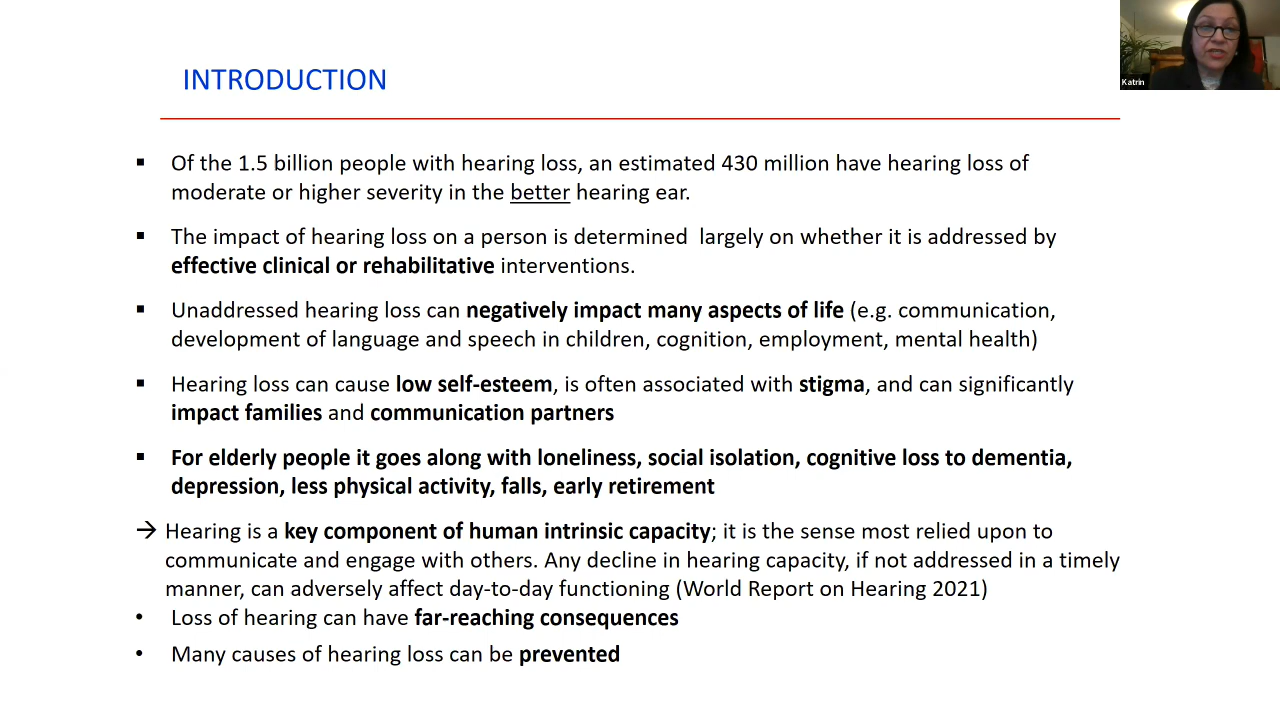 INTRODUCTION
Katrin
▪ Of the 1.5 billion people with hearing loss, an estimated 430 million have hearing loss of
moderate or higher severity in the better hearing ear.
▪ The impact of hearing loss on a person is determined  largely on whether it is addressed by
effective clinical or rehabilitative interventions.
▪ Unaddressed hearing loss can negatively impact many aspects of life (e.g. communication,
development of language and speech in children, cognition, employment, mental health)
▪ Hearing loss can cause low self-esteem, is often associated with stigma, and can significantly
impact families and communication partners
▪ For elderly people it goes along with loneliness, social isolation, cognitive loss to dementia,
depression, less physical activity, falls, early retirement
→ Hearing is a key component of human intrinsic capacity; it is the sense most relied upon to
communicate and engage with others. Any decline in hearing capacity, if not addressed in a timely
manner, can adversely affect day-to-day functioning (World Report on Hearing 2021)
• Loss of hearing can have far-reaching consequences
• Many causes of hearing loss can be prevented